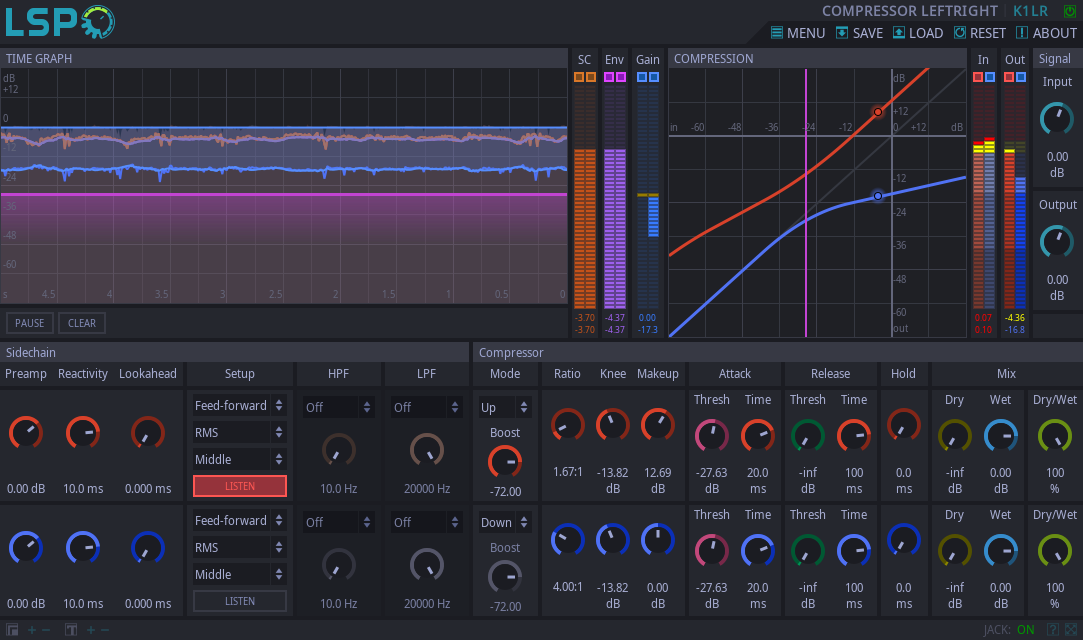 LSP
COMPRESSOR LEFTRIGHT K1LR
MENU SAVE LOAD RESET ABOUT
TIME GRAPH
SC Env Gain
COMPRESSION
In Out Signal
dB
+12
0
-12
-24
-36
-48
-60
s 4.5 4 3.5 3 2.5 2 1.5 1 0.5 0
-3.70 -4.37 0.00
-3.70 -4.37 -17.3
dB
+12
in -60 -48 -36 -24 -12 0 +12 dB
-12
-24
-36
-48
-60
out
0.07 -4.36
0.10 -16.8
Input
0.00
dB
Output
0.00
dB
PAUSE CLEAR
Sidechain Compressor
Preamp Reactivity Lookahead Setup HPF LPF Mode Ratio Knee Makeup Attack Release Hold Mix
Feed-forward Off Off Up Thresh Time Thresh Time Dry Wet Dry/Wet
RMS
Middle Boost
LISTEN
0.00 dB 10.0 ms 0.000 ms 10.0 Hz 20000 Hz -72.00
1.67:1 -13.82 12.69 -27.63 20.0 -inf 100 0.0 -inf 0.00 100
dB dB dB ms dB ms ms dB dB %
Feed-forward Off Off Down Thresh Time Thresh Time Dry Wet Dry/Wet
RMS
Middle Boost
LISTEN
0.00 dB 10.0 ms 0.000 ms 10.0 Hz 20000 Hz -72.00
4.00:1 -13.82 0.00 -27.63 20.0 -inf 100 0.0 -inf 0.00 100
dB dB dB ms dB ms ms dB dB %
T + − JACK: ON ?